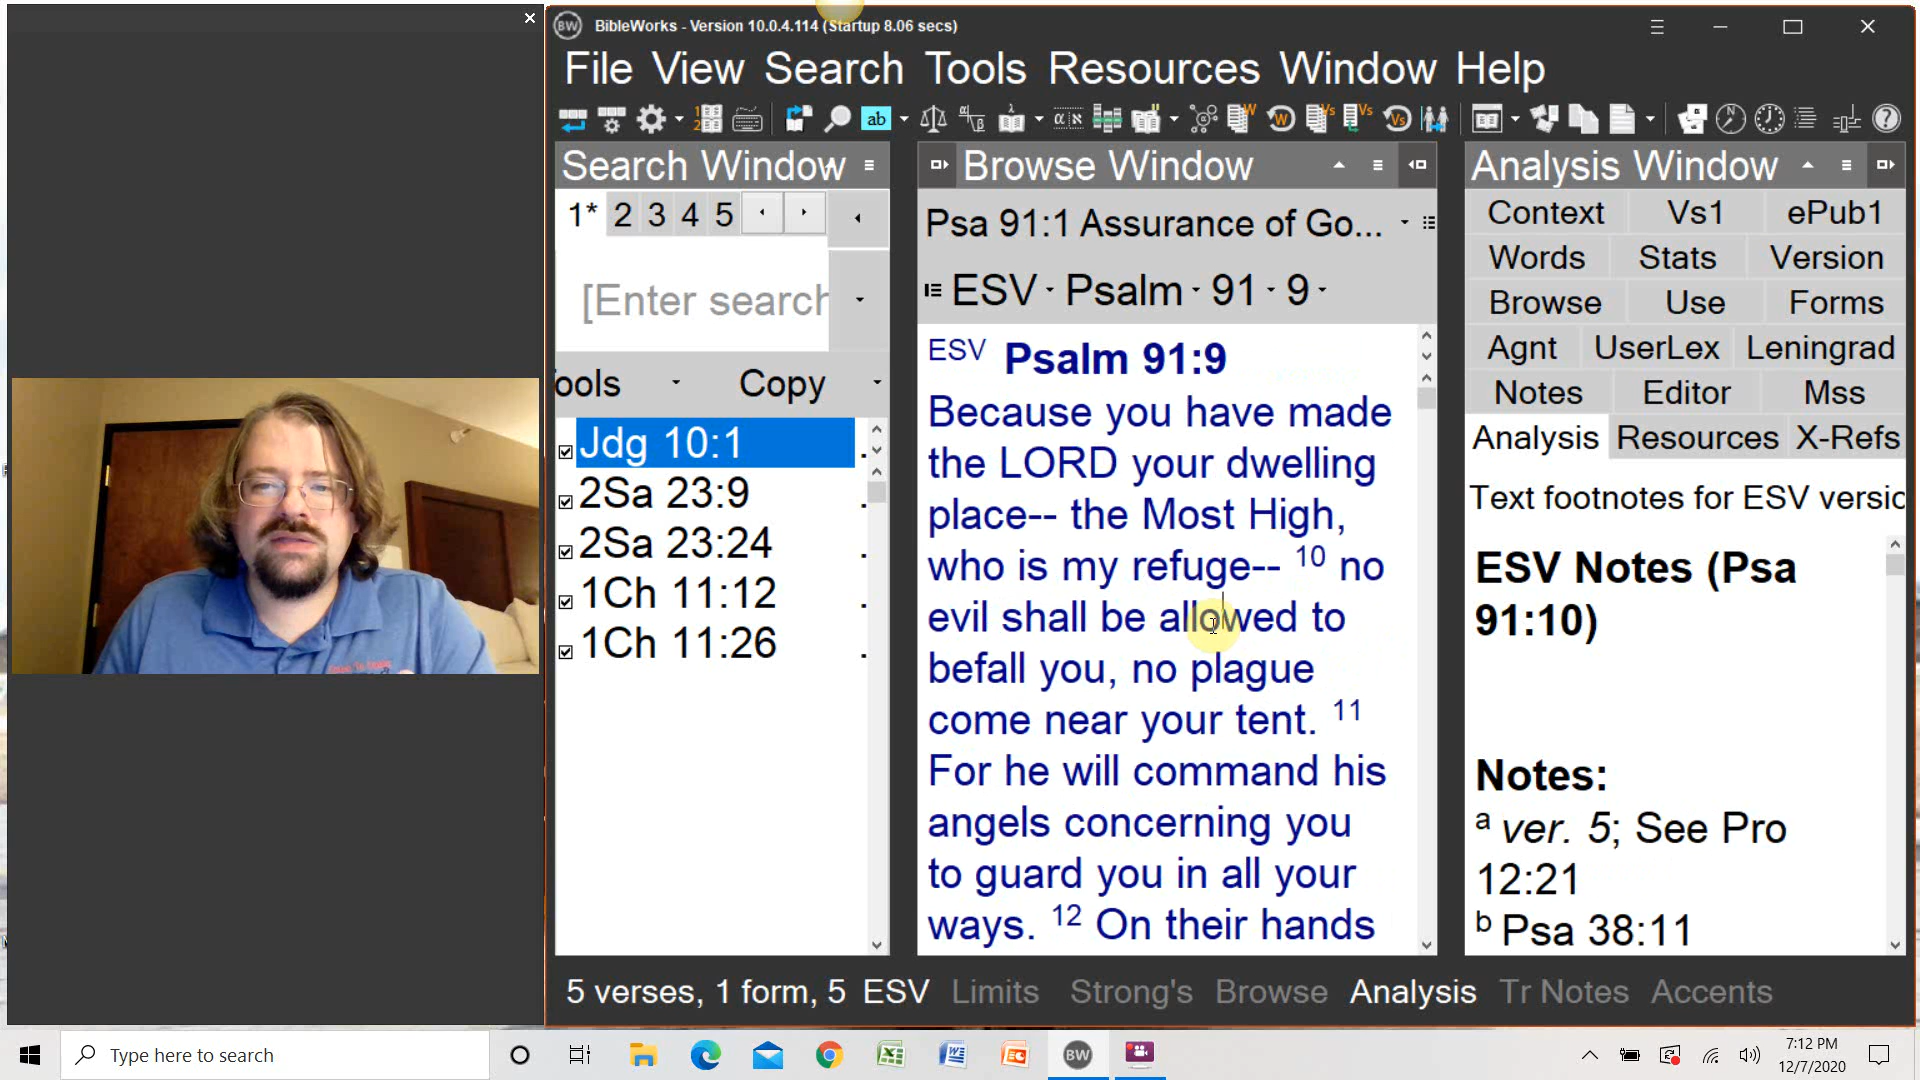 BW BibleWorks - Version 10.0.4.114 (Startup 8.06 secs)
File View Search Tools Resources Window Help
Search Window
1* 2 3 4 5
[Enter search
ools Copy
Jdg 10:1 .
2Sa 23:9 .
2Sa 23:24 .
1Ch 11:12 .
1Ch 11:26 .
Browse Window
Psa 91:1 Assurance of Go...
ESV Psalm 91 9
ESV Psalm 91:9
Because you have made
the LORD your dwelling
place-- the Most High,
who is my refuge-- 10 no
evil shall be allowed to
befall you, no plague
come near your tent. 11
For he will command his
angels concerning you
to guard you in all your
ways. 12 On their hands
Analysis Window
Context Vs1 ePub1
Words Stats Version
Browse Use Forms
Agnt UserLex Leningrad
Notes Editor Mss
Analysis Resources X-Refs
Text footnotes for ESV versio
ESV Notes (Psa
91:10)
Notes:
a ver. 5; See Pro
12:21
b Psa 38:11
5 verses, 1 form, 5 ESV Limits Strong's Browse Analysis Tr Notes Accents
Type here to search
BW
7:12 PM
12/7/2020